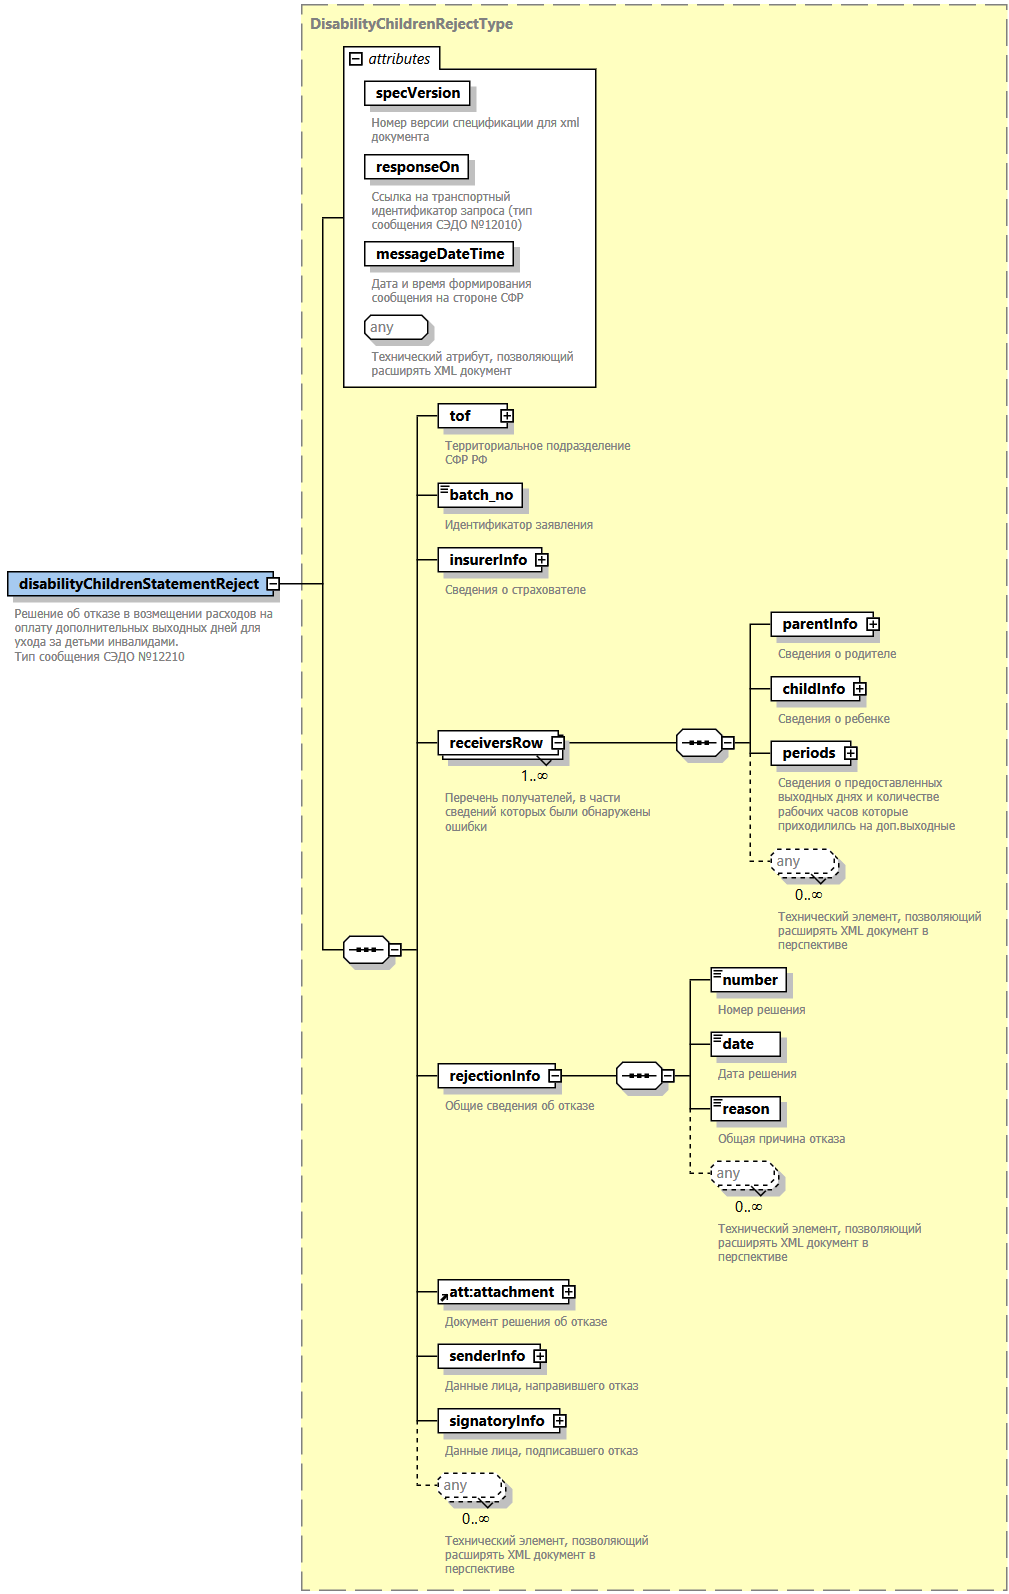 DisabilityChildrenRejectType
attributes
specVersion
Номер версии спецификации для xml
документа
responseOn
Ссылка на транспортный
идентификатор запроса (тип
сообщения СЭДО №12010)
messageDateTime
Дата и время формирования
сообщения на стороне СФР
any
Технический атрибут, позволяющий
расширять XML документ
tof
Территориальное подразделение
СФР РФ
batch_no
Идентификатор заявления
insurerInfo
Сведения о страхователе
disabilityChildrenStatementReject
Решение об отказе в возмещении расходов на
оплату дополнительных выходных дней для
ухода за детьми инвалидами.
Тип сообщения СЭДО №12210
parentInfo
Сведения о родителе
childInfo
Сведения о ребенке
receiversRow
1..∞
Перечень получателей, в части
сведений которых были обнаружены
ошибки
periods
Сведения о предоставленных
выходных днях и количестве
рабочих часов которые
приходилилсь на доп.выходные
any
0..∞
Технический элемент, позволяющий
расширять XML документ в
перспективе
number
Номер решения
date
Дата решения
rejectionInfo
Общие сведения об отказе
reason
Общая причина отказа
any
0..∞
Технический элемент, позволяющий
расширять XML документ в
перспективе
att:attachment
Документ решения об отказе
senderInfo
Данные лица, направившего отказ
signatoryInfo
Данные лица, подписавшего отказ
any
0..∞
Технический элемент, позволяющий
расширять XML документ в
перспективе